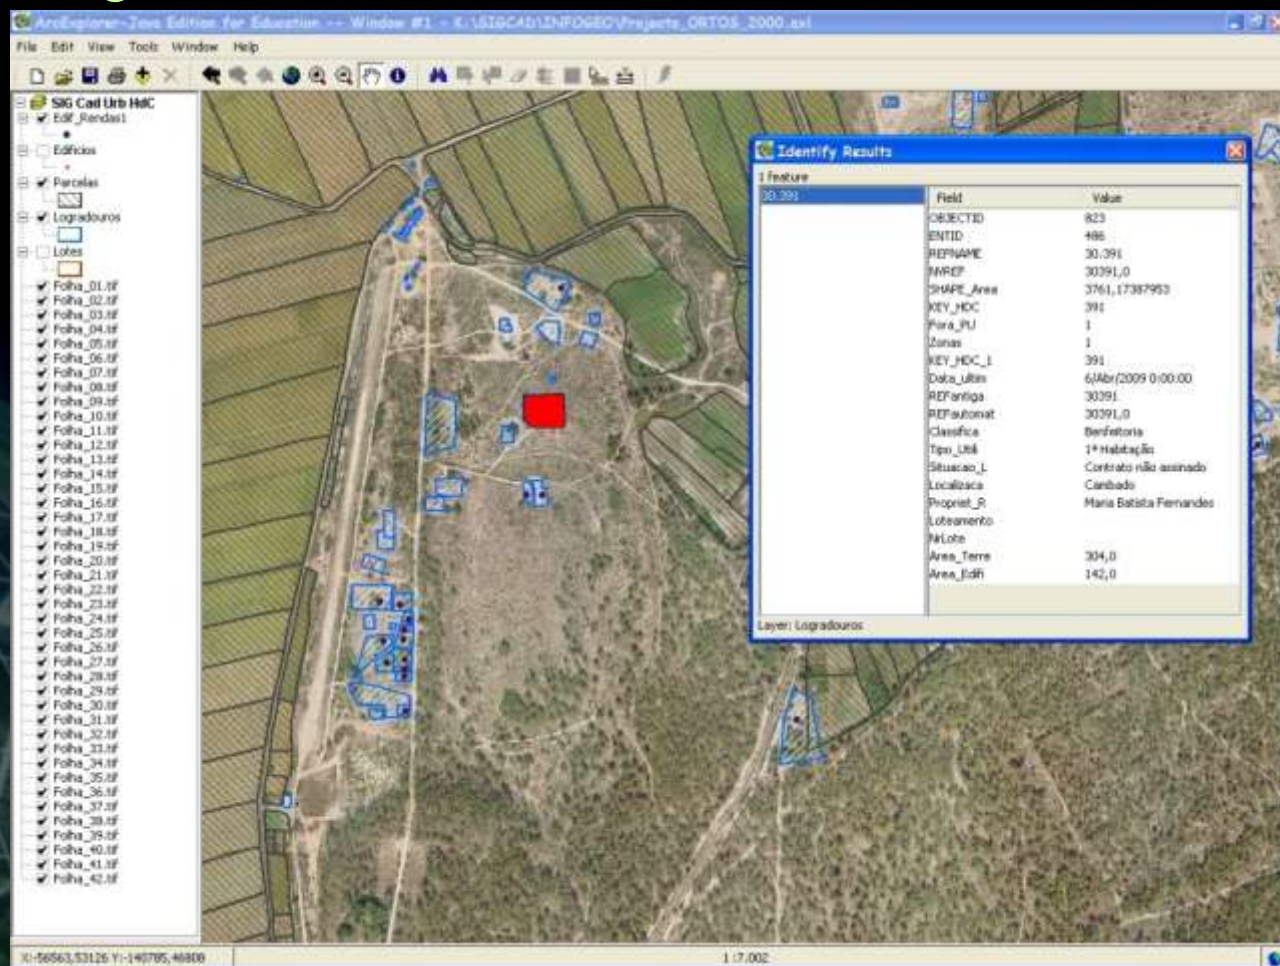 ArcExplorer-Java Edition for Education -- Window #1 - K:\SIGCAD\INFOGEO\Projecto_ORTOS_2000.axl
File Edit View Tools Window Help
SIG Cad Urb HdC
Edif_Rendas1
Edificios
Parcelas
Logradouros
Lotes
Folha_01.tif
Folha_02.tif
Folha_03.tif
Folha_04.tif
Folha_05.tif
Folha_06.tif
Folha_07.tif
Folha_08.tif
Folha_09.tif
Folha_10.tif
Folha_11.tif
Folha_12.tif
Folha_13.tif
Folha_14.tif
Folha_15.tif
Folha_16.tif
Folha_17.tif
Folha_18.tif
Folha_19.tif
Folha_20.tif
Folha_21.tif
Folha_22.tif
Folha_23.tif
Folha_24.tif
Folha_25.tif
Folha_26.tif
Folha_27.tif
Folha_28.tif
Folha_29.tif
Folha_30.tif
Folha_31.tif
Folha_32.tif
Folha_33.tif
Folha_34.tif
Folha_35.tif
Folha_36.tif
Folha_37.tif
Folha_38.tif
Folha_39.tif
Folha_40.tif
Folha_41.tif
Folha_42.tif
Identify Results
1 feature
30.391
Field Value
OBJECTID 823
ENTID 486
REFNAME 30.391
NVREF 30391,0
SHAPE_Area 3761,17387953
KEY_HDC 391
Fora_PU 1
Zonas 1
KEY_HDC_1 391
Data_ultim 6/Abr/2009 0:00:00
REFantiga 30391
REFautomat 30391,0
Classifica Benfeitoria
Tipo_Utili 1ª Habitação
Situacao_L Contrato não assinado
Localizaca Cambado
Propriet_R Maria Batista Fernandes
Loteamento
NrLote
Area_Terre 304,0
Area_Edifi 142,0
Layer: Logradouros
X:-56563,53126 Y:-140785,46808 1 :7.002